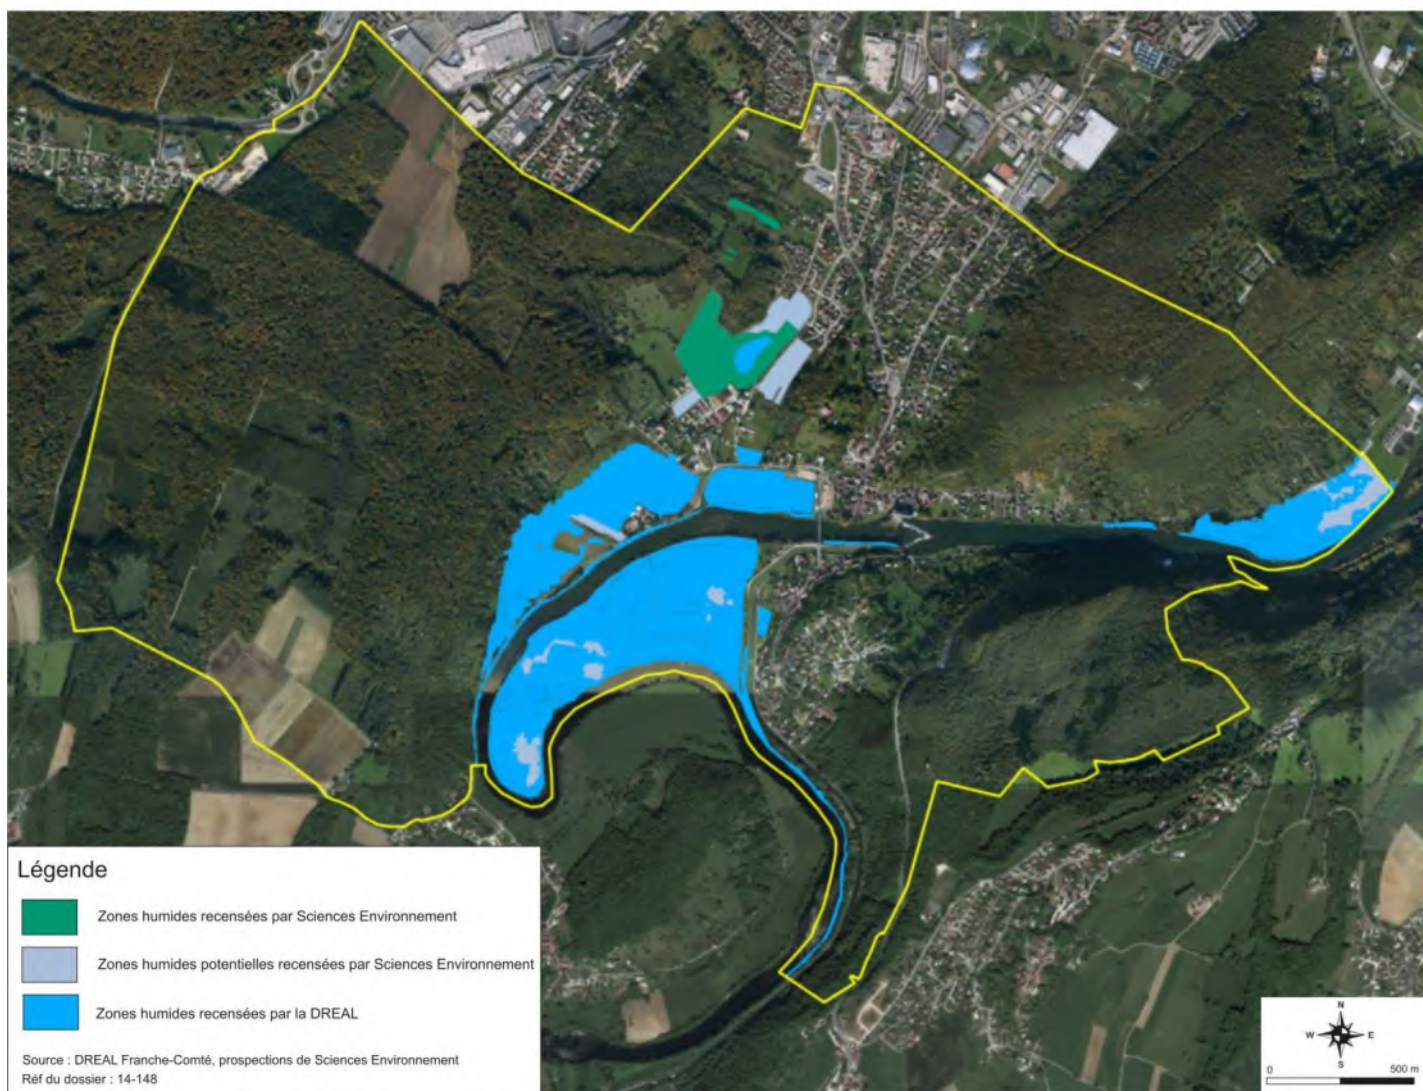 Légende
Zones humides recensées par Sciences Environnement
Zones humides potentielles recensées par Sciences Environnement
Zones humides recensées par la DREAL
Source : DREAL Franche-Comté, prospections de Sciences Environnement
Réf du dossier : 14-148
N
W E
S
0 500 m